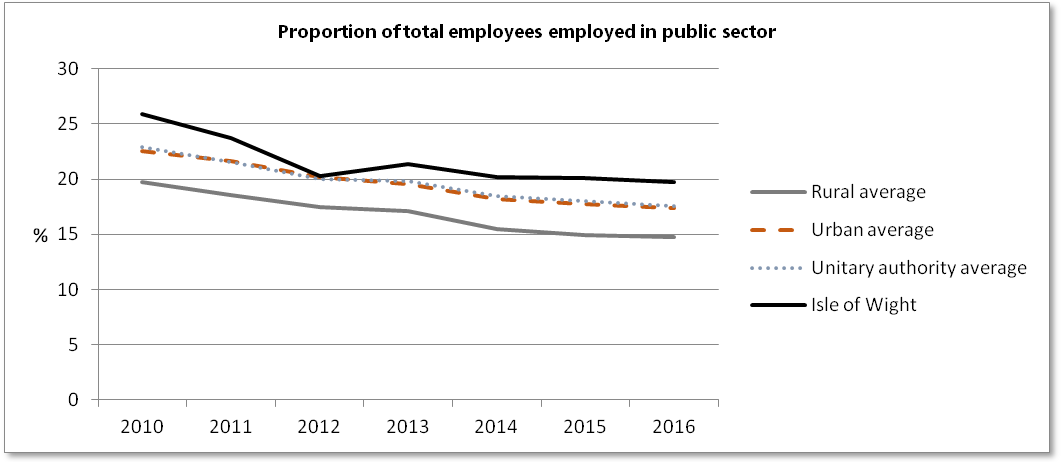 Proportion of total employees employed in public sector
30
25
20
15
10
5
0
%
2010 2011 2012 2013 2014 2015 2016
Rural average
Urban average
Unitary authority average
Isle of Wight